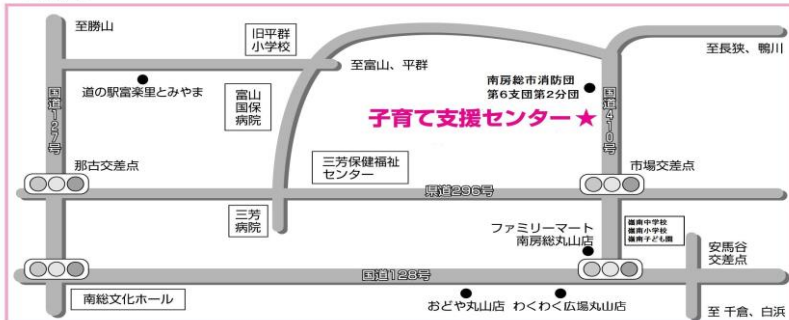 至勝山
旧平群
小学校
至富山、平群
至長狭、鴨川
道の駅富楽里とみやま
国道127号
富山
国保
病院
南房総市消防団
第6支団第2分団
子育て支援センター★
国道410号
那古交差点
三芳保健福祉
センター
市場交差点
県道296号
三芳
病院
ファミリーマート
南房総丸山店
嶺南中学校
嶺南小学校
嶺南子ども園
安馬谷
交差点
国道128号
南総文化ホール
おどや丸山店
わくわく広場丸山店
至 千倉、白浜